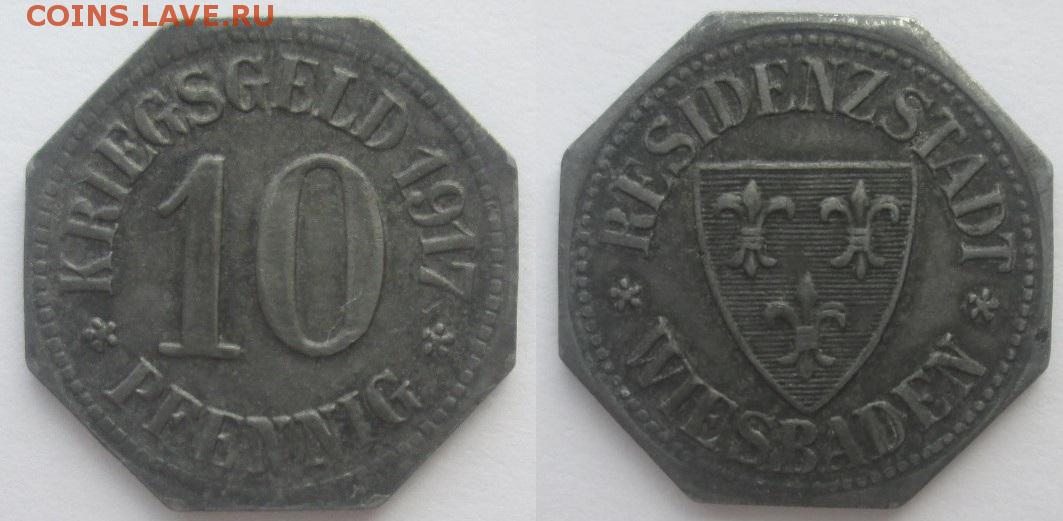 COINS.LAVE.RU
KRIEGSGELD 1917
10
PFENNIG
RESIDENZSTADT
WIESBADEN